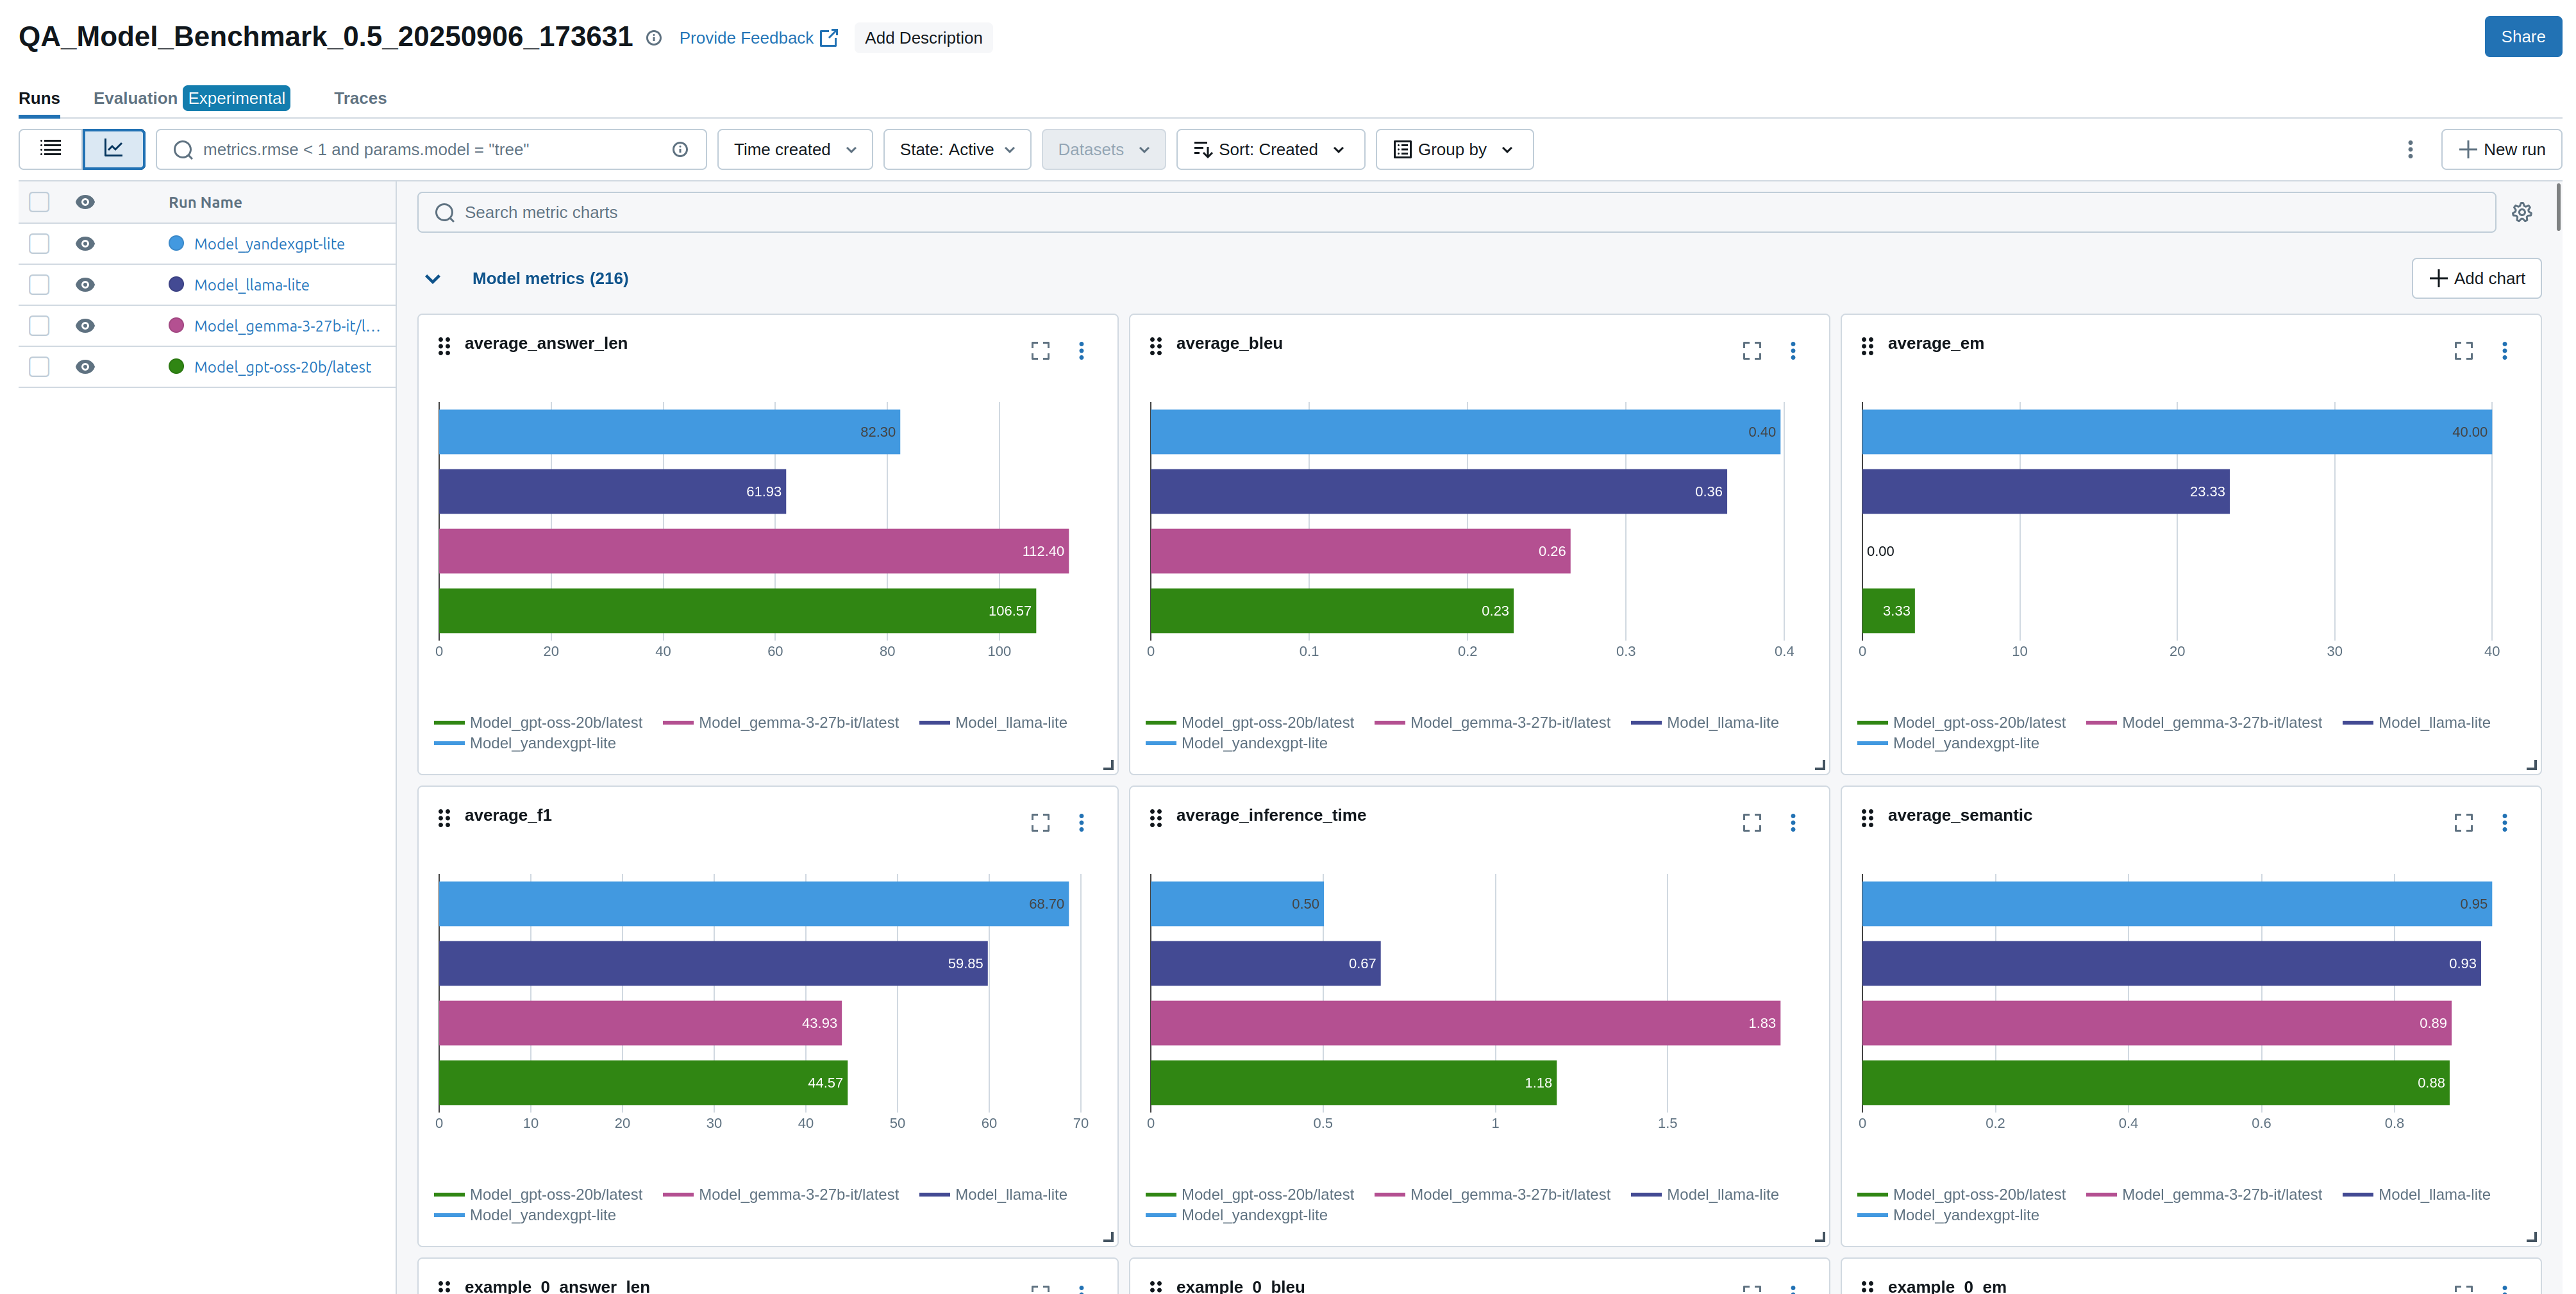 QA_Model_Benchmark_0.5_20250906_173631 Provide Feedback Add Description Share
Runs Evaluation Experimental Traces
metrics.rmse < 1 and params.model = "tree" Time created State: Active Datasets Sort: Created Group by New run
Run Name
Model_yandexgpt-lite
Model_llama-lite
Model_gemma-3-27b-it/l...
Model_gpt-oss-20b/latest
Search metric charts
Model metrics (216) Add chart
average_answer_len
82.30
61.93
112.40
106.57
0 20 40 60 80 100
Model_gpt-oss-20b/latest Model_gemma-3-27b-it/latest Model_llama-lite
Model_yandexgpt-lite
average_bleu
0.40
0.36
0.26
0.23
0 0.1 0.2 0.3 0.4
Model_gpt-oss-20b/latest Model_gemma-3-27b-it/latest Model_llama-lite
Model_yandexgpt-lite
average_em
40.00
23.33
0.00
3.33
0 10 20 30 40
Model_gpt-oss-20b/latest Model_gemma-3-27b-it/latest Model_llama-lite
Model_yandexgpt-lite
average_f1
68.70
59.85
43.93
44.57
0 10 20 30 40 50 60 70
Model_gpt-oss-20b/latest Model_gemma-3-27b-it/latest Model_llama-lite
Model_yandexgpt-lite
average_inference_time
0.50
0.67
1.83
1.18
0 0.5 1 1.5
Model_gpt-oss-20b/latest Model_gemma-3-27b-it/latest Model_llama-lite
Model_yandexgpt-lite
average_semantic
0.95
0.93
0.89
0.88
0 0.2 0.4 0.6 0.8
Model_gpt-oss-20b/latest Model_gemma-3-27b-it/latest Model_llama-lite
Model_yandexgpt-lite
example_0_answer_len
example_0_bleu
example_0_em